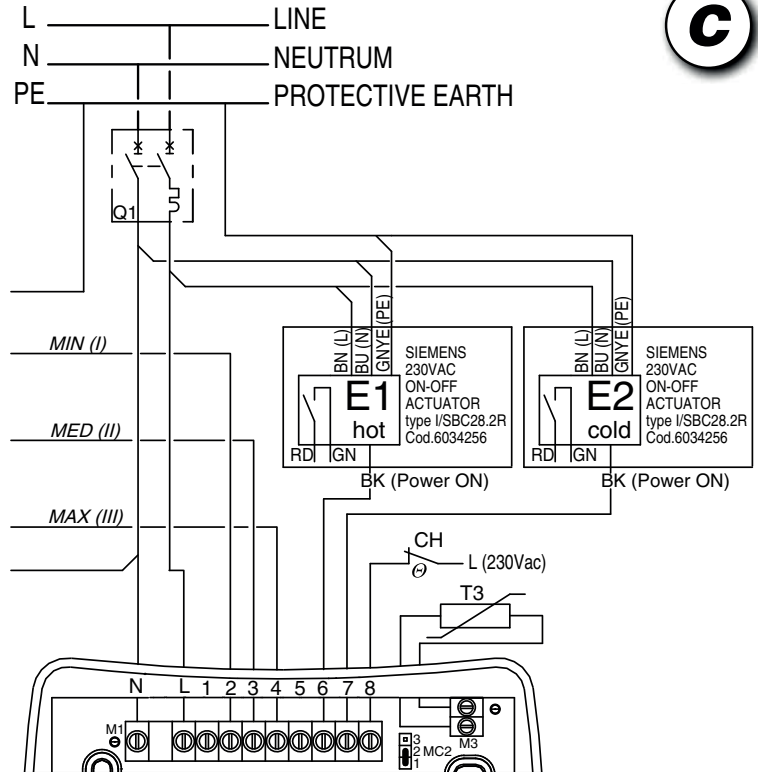 L LINE
C
N NEUTRUM
PE PROTECTIVE EARTH
Q1
BN (L)
BU (N)
GNYE (PE)
E1
hot
RD GN
SIEMENS
230VAC
ON-OFF
ACTUATOR
type I/SBC28.2R
Cod.6034256
BK (Power ON)
BN (L)
BU (N)
GNYE (PE)
E2
cold
RD GN
SIEMENS
230VAC
ON-OFF
ACTUATOR
type I/SBC28.2R
Cod.6034256
BK (Power ON)
MIN (I)
MED (II)
MAX (III)
CH
L (230Vac)
T3
N L 1 2 3 4 5 6 7 8
M1
3
2
1
MC2
M3